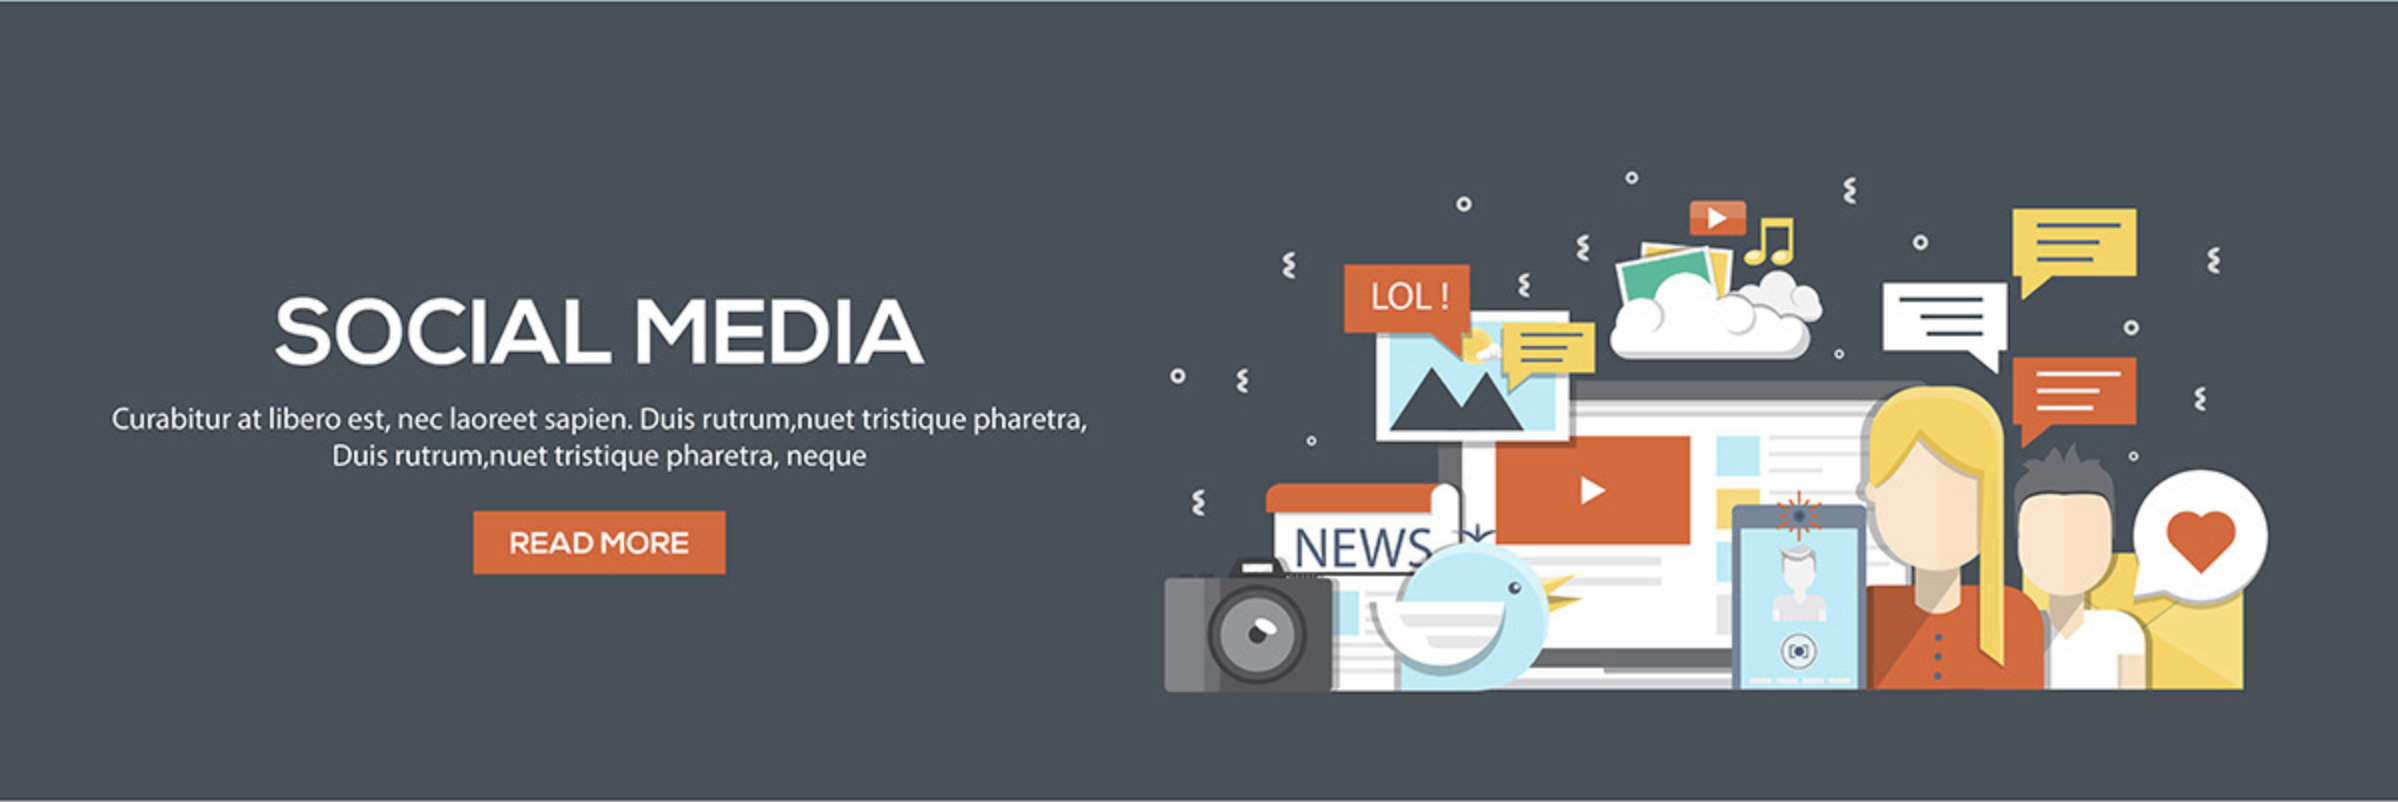 SOCIAL MEDIA
Curabitur at libero est, nec laoreet sapien. Duis rutrum,nuet tristique pharetra,
Duis rutrum,nuet tristique pharetra, neque
READ MORE
LOL !
NEWS